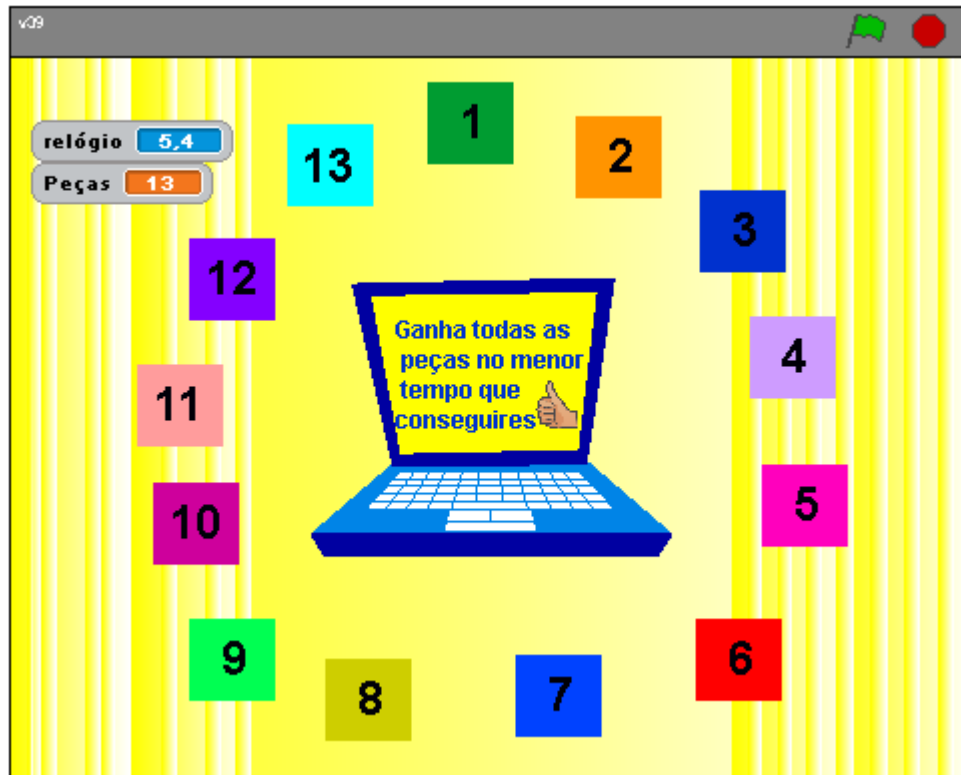 v39
relógio 5,4
Peças 13
1
2
3
4
5
6
7
8
9
10
11
12
13
Ganha todas as
peças no menor
tempo que
conseguires